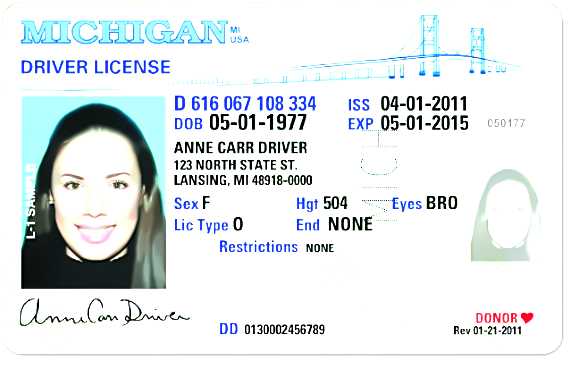 MICHIGAN MI
USA
DRIVER LICENSE
D 616 067 108 334 ISS 04-01-2011
DOB 05-01-1977 EXP 05-01-2015 050177
ANNE CARR DRIVER
123 NORTH STATE ST.
LANSING, MI 48918-0000
Sex F Hgt 504 Eyes BRO
Lic Type O End NONE
Restrictions NONE
MICH
L-1 SAMPLE
Anne Carr Driver
DD 0130002456789
DONOR ❤
Rev 01-21-2011